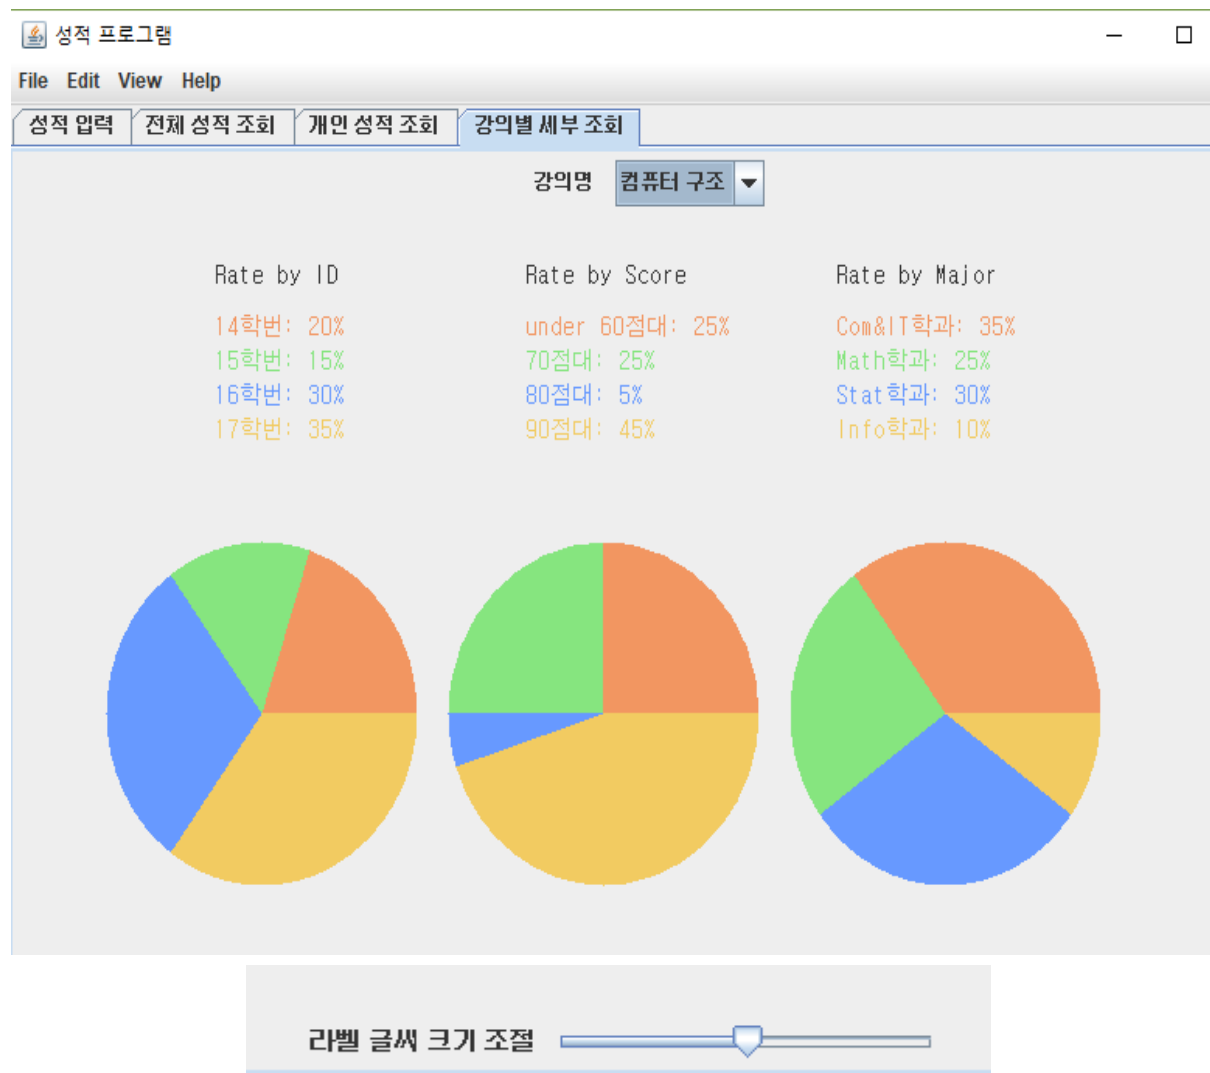 성적 프로그램
File Edit View Help
성적 입력 전체 성적 조회 개인 성적 조회 강의별 세부 조회
강의명 컴퓨터 구조
Rate by ID
14학번: 20%
15학번: 15%
16학번: 30%
17학번: 35%
Rate by Score
under 60점대: 25%
70점대: 25%
80점대: 5%
90점대: 45%
Rate by Major
Com&IT학과: 35%
Math학과: 25%
Stat학과: 30%
Info학과: 10%
라벨 글씨 크기 조절